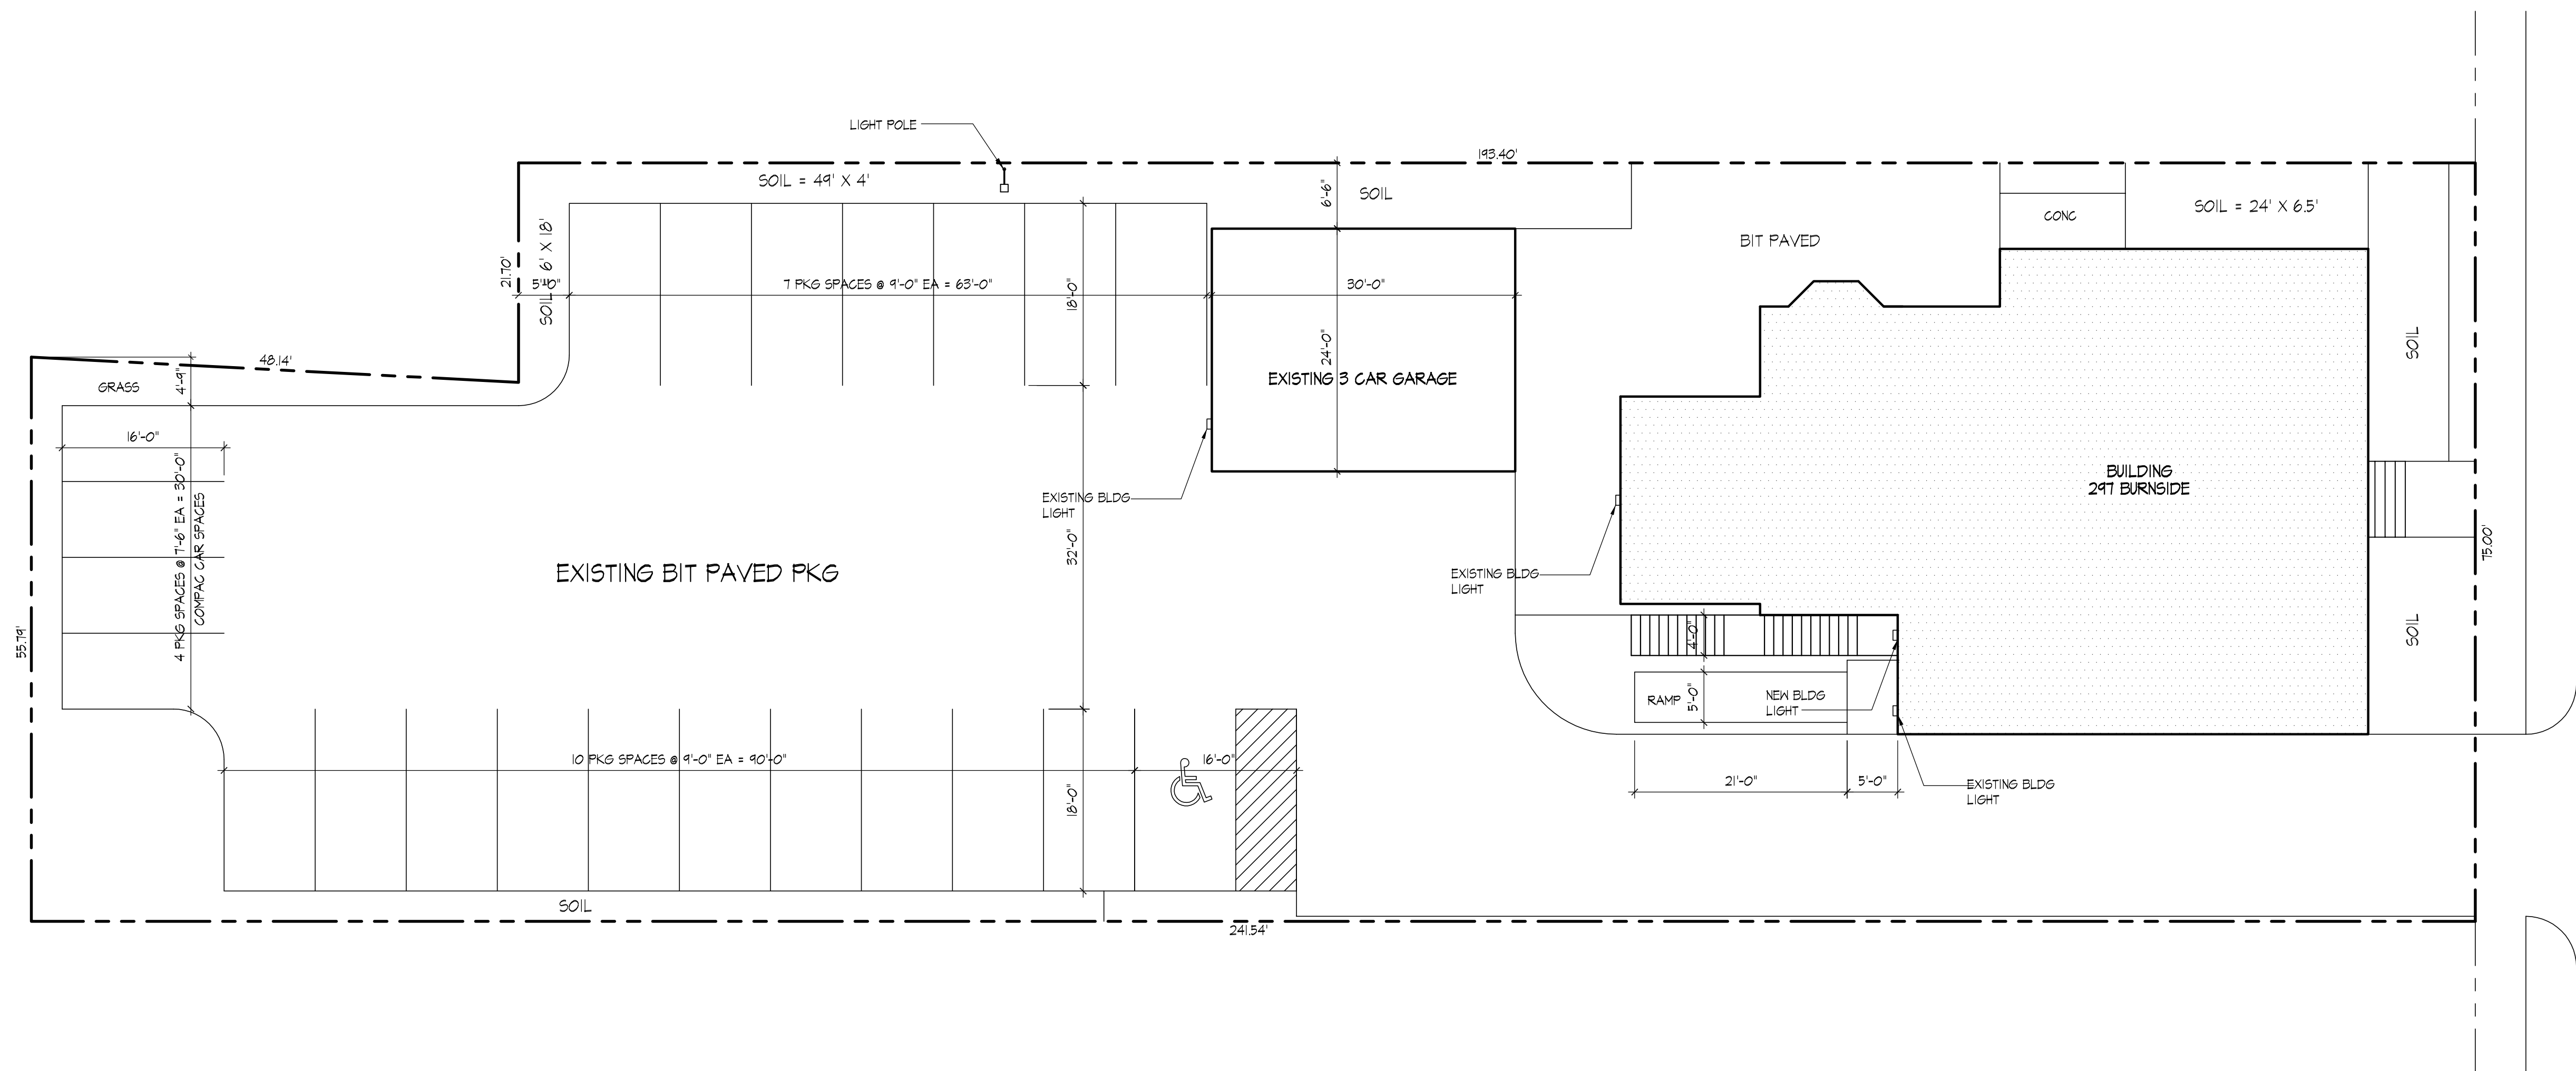 LIGHT POLE
193.40'
SOIL = 49' X 4'
SOIL
6'-6"
SOIL = 24' X 6.5'
CONC
BIT PAVED
21.70'
SOIL = 6' X 18'
5'-0"
7 PKG SPACES @ 9'-0" EA = 63'-0"
18'-0"
30'-0"
24'-0"
EXISTING 3 CAR GARAGE
SOIL
48.14'
GRASS
4'-9"
16'-0"
4 PKG SPACES @ 7'-6" EA = 30'-0"
COMPAC CAR SPACES
EXISTING BLDG
LIGHT
BUILDING
297 BURNSIDE
75.00'
EXISTING BIT PAVED PKG
32'-0"
EXISTING BLDG
LIGHT
55.79'
SOIL
4'-0"
RAMP
5'-0"
NEW BLDG
LIGHT
10 PKG SPACES @ 9'-0" EA = 90'-0"
16'-0"
18'-0"
21'-0"
5'-0"
EXISTING BLDG
LIGHT
SOIL
241.54'